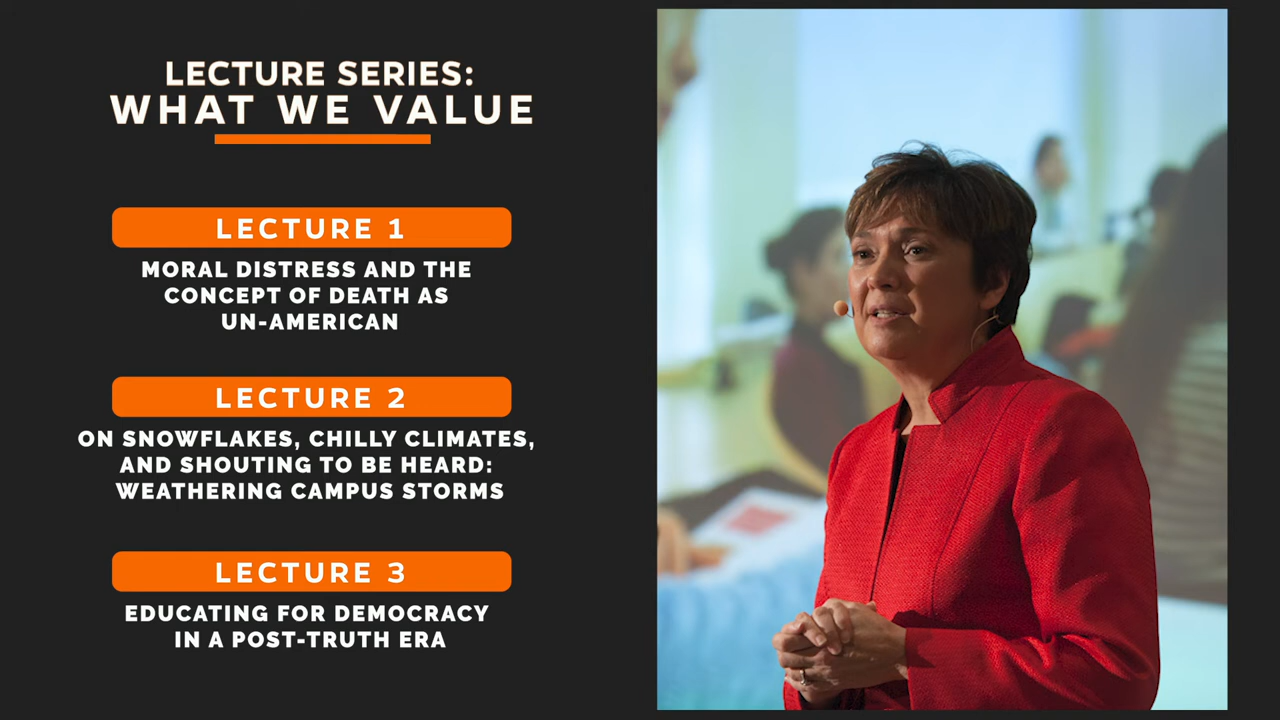 LECTURE SERIES:
WHAT WE VALUE
LECTURE 1
MORAL DISTRESS AND THE
CONCEPT OF DEATH AS
UN-AMERICAN
LECTURE 2
ON SNOWFLAKES, CHILLY CLIMATES,
AND SHOUTING TO BE HEARD:
WEATHERING CAMPUS STORMS
LECTURE 3
EDUCATING FOR DEMOCRACY
IN A POST-TRUTH ERA